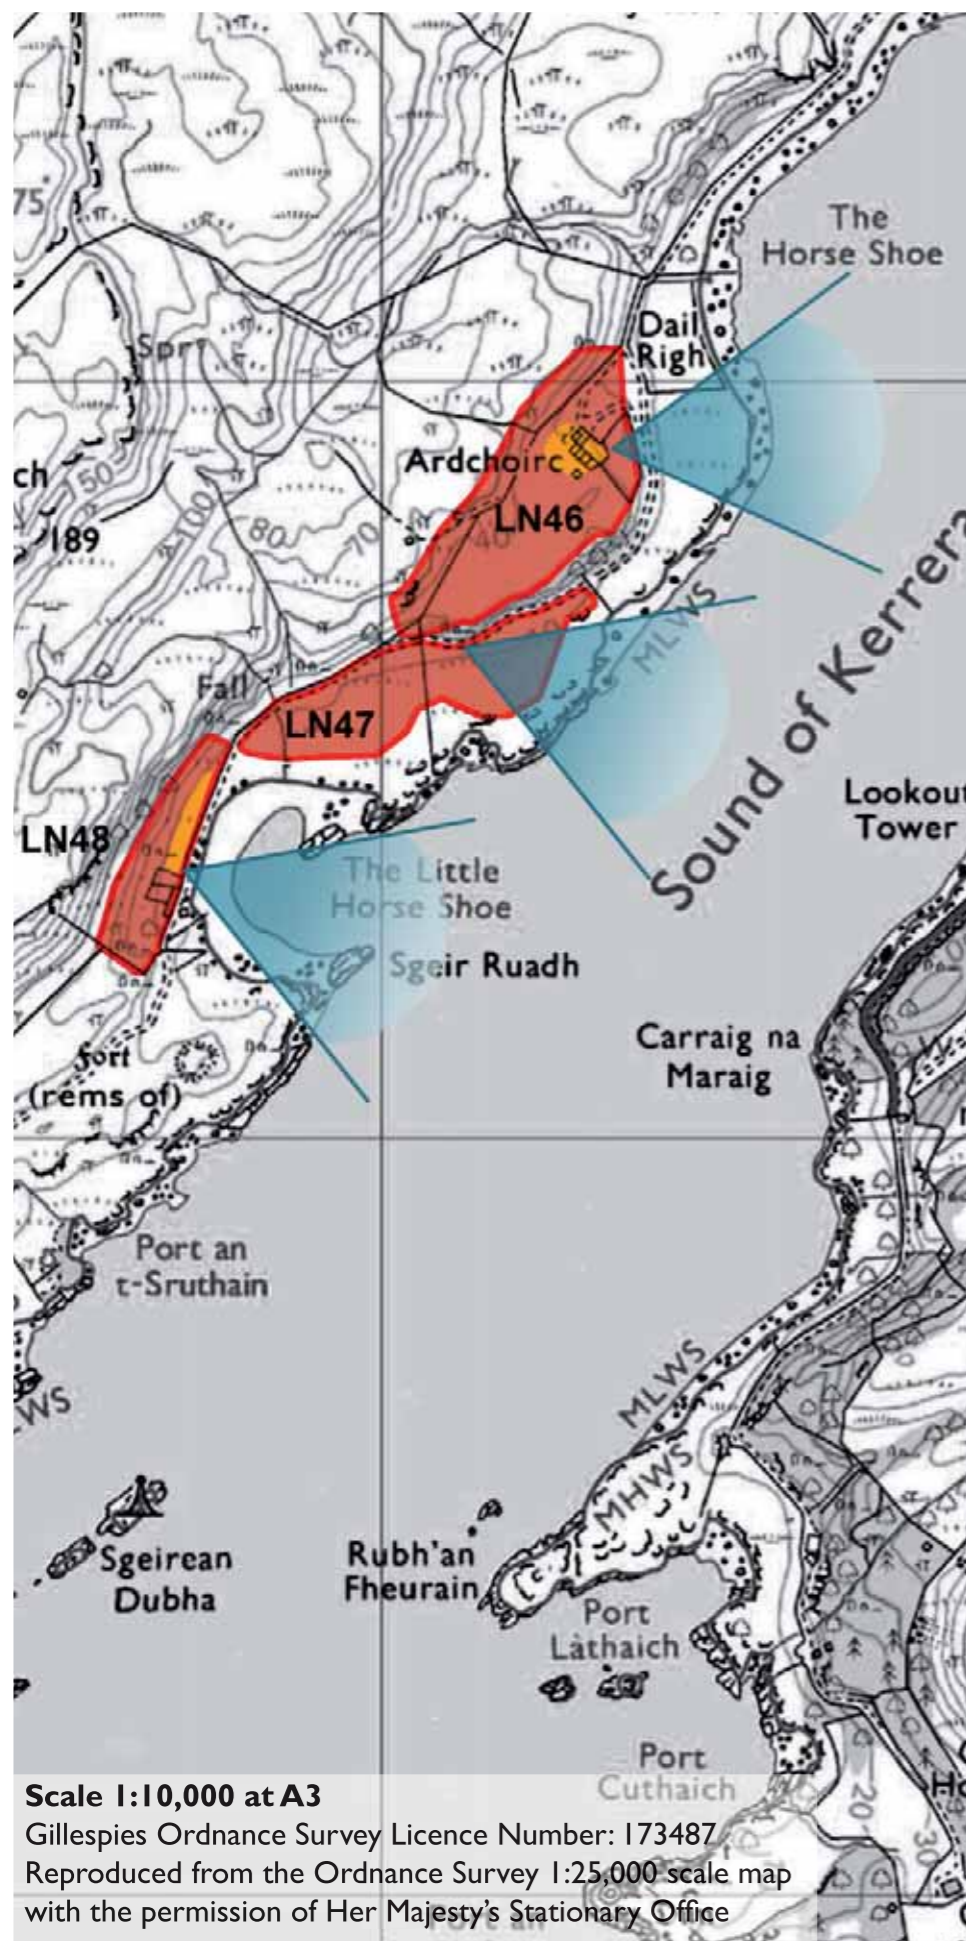 75
The
Horse Shoe
Dail
Righ
Spr
Ardchoirc
LN46
ch
50
189
100
80
70
40
MLWS
Sound of Kerrera
Fall
LN47
LN48
Lookout
Tower
The Little
Horse Shoe
Sgeir Ruadh
Carraig na
Maraig
fort
(rems of)
Port an
t-Sruthain
MLWS
MHWS
WS
Sgeirean
Dubha
Rubh'an
Fheurain
Port
Làthaich
Port
Cuthaich
20
30
Ho
Scale 1:10,000 at A3
Gillespies Ordnance Survey Licence Number: 173487
Reproduced from the Ordnance Survey 1:25,000 scale map
with the permission of Her Majesty's Stationary Office